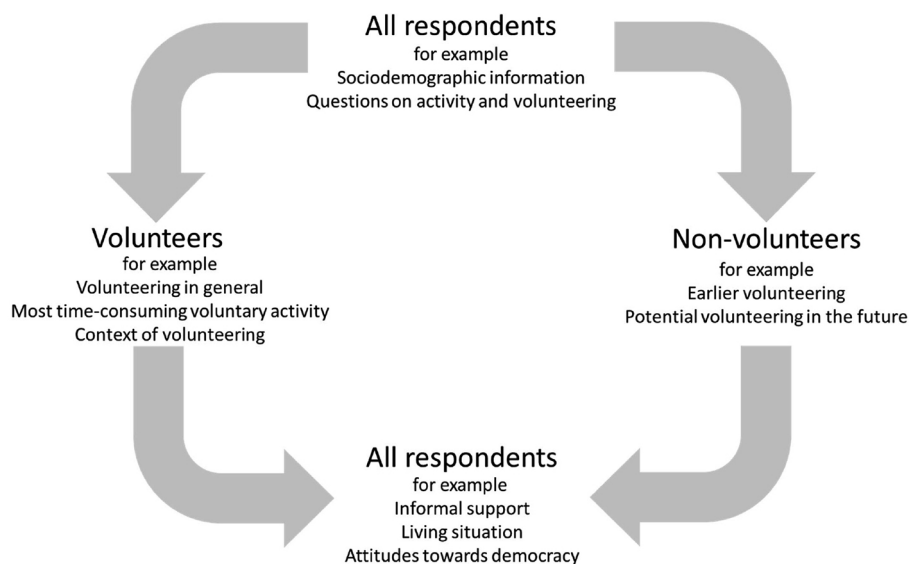 All respondents
for example
Sociodemographic information
Questions on activity and volunteering
Volunteers
for example
Volunteering in general
Most time-consuming voluntary activity
Context of volunteering
Non-volunteers
for example
Earlier volunteering
Potential volunteering in the future
All respondents
for example
Informal support
Living situation
Attitudes towards democracy